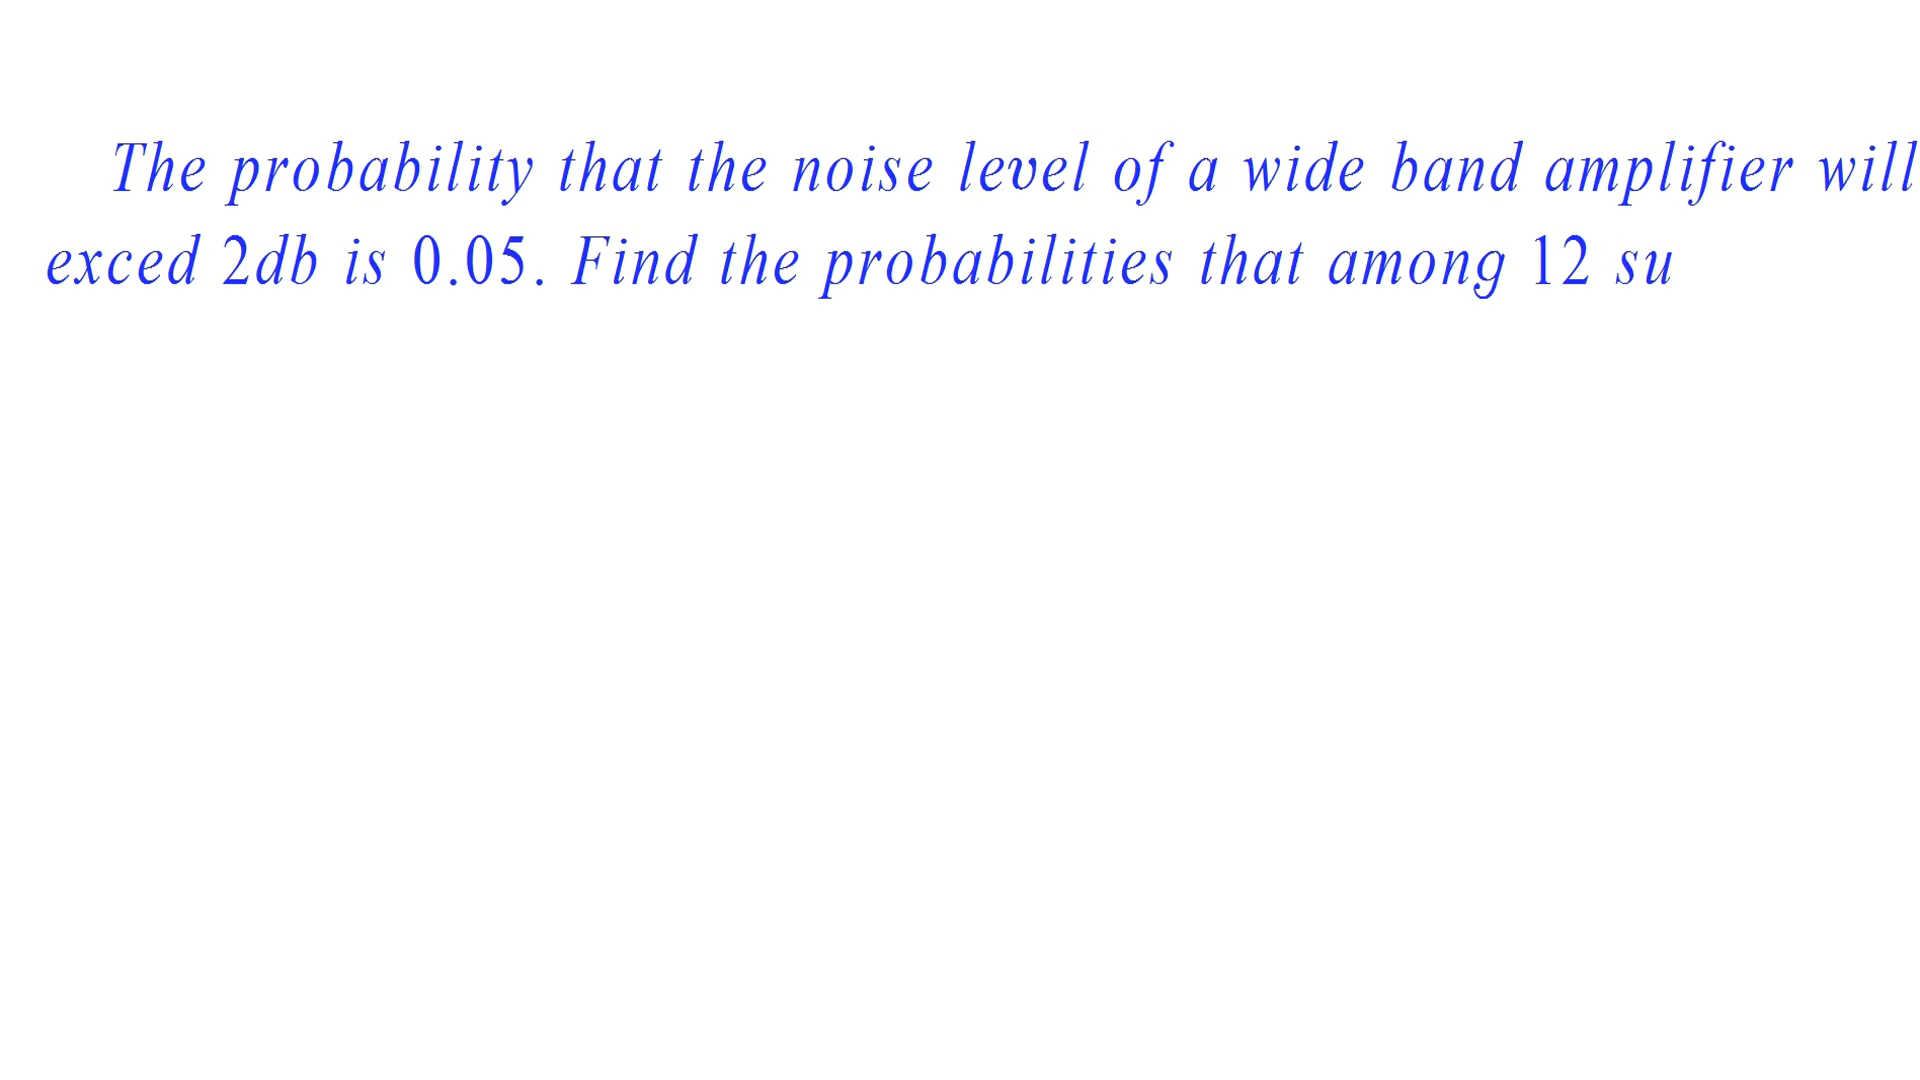 The probability that the noise level of a wide band amplifier will
exced 2db is 0.05. Find the probabilities that among 12 su